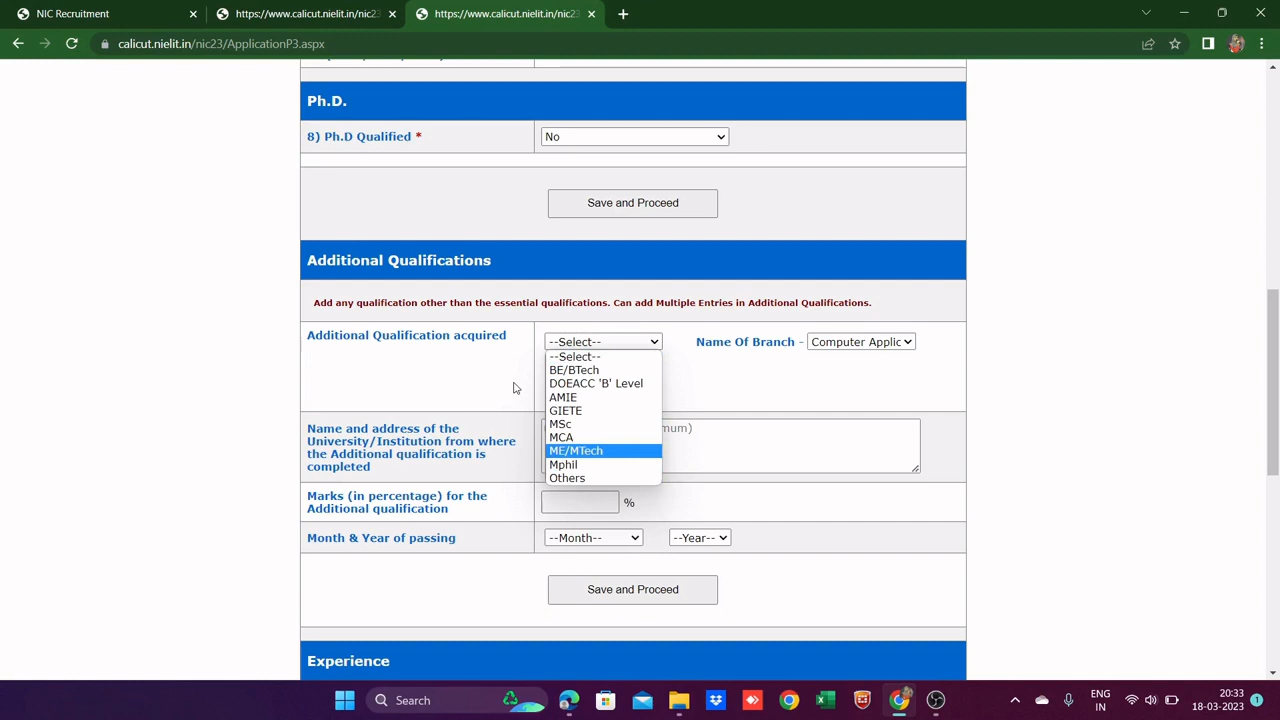 NIC Recruitment
https://www.calicut.nielit.in/nic23
https://www.calicut.nielit.in/nic23
calicut.nielit.in/nic23/ApplicationP3.aspx
Ph.D.
8) Ph.D Qualified *
No
Save and Proceed
Additional Qualifications
Add any qualification other than the essential qualifications. Can add Multiple Entries in Additional Qualifications.
Additional Qualification acquired
--Select--
Name Of Branch -
Computer Applic
--Select--
BE/BTech
DOEACC 'B' Level
AMIE
GIETE
MSc
MCA
ME/MTech
Mphil
Others
Name and address of the
University/Institution from where
the Additional qualification is
completed
Marks (in percentage) for the
Additional qualification
%
Month & Year of passing
--Month--
--Year--
Save and Proceed
Experience
Search
ENG
IN
20:33
18-03-2023
1